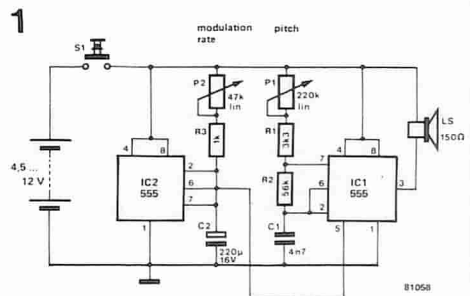 1
modulation rate
pitch
S1
P2
47k
lin
P1
220k
lin
R3
1k
R1
3k3
R2
56k
LS
150Ω
4,5 ...
12 V
4
8
IC2
555
2
6
7
1
4
8
IC1
555
7
6
2
3
5
1
C2
220µ
16V
C1
4n7
81058